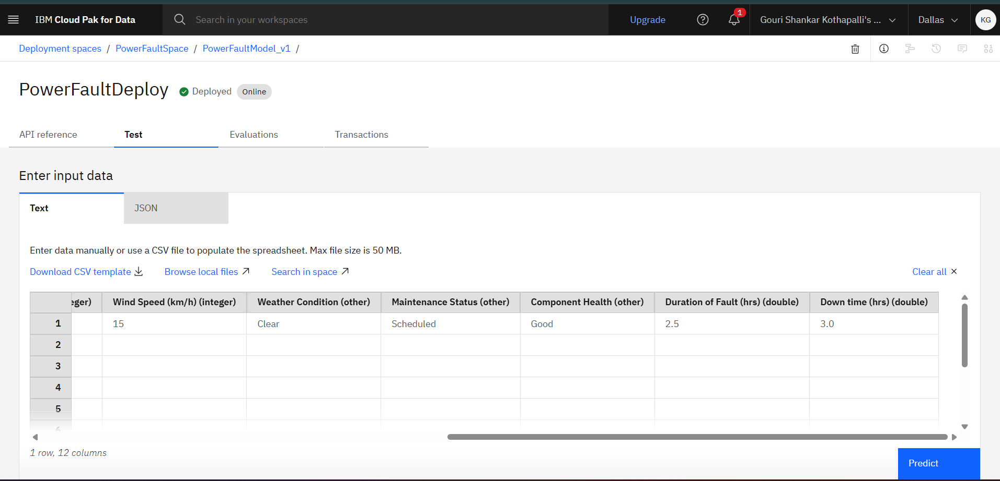 IBM Cloud Pak for Data
Search in your workspaces
Upgrade
1
Gouri Shankar Kothapalli's ...
Dallas
KG
Deployment spaces / PowerFaultSpace / PowerFaultModel_v1 /
PowerFaultDeploy
Deployed
Online
API reference
Test
Evaluations
Transactions
Enter input data
Text
JSON
Enter data manually or use a CSV file to populate the spreadsheet. Max file size is 50 MB.
Download CSV template
Browse local files
Search in space
Clear all
eger) Wind Speed (km/h) (integer) Weather Condition (other) Maintenance Status (other) Component Health (other) Duration of Fault (hrs) (double) Down time (hrs) (double)
1 15 Clear Scheduled Good 2.5 3.0
2
3
4
5
6
1 row, 12 columns
Predict